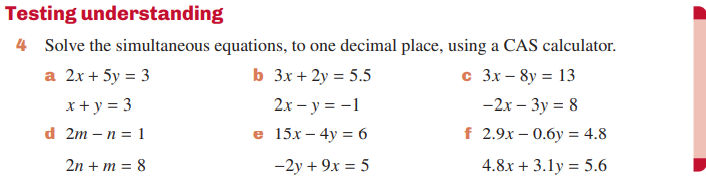 Testing understanding
4 Solve the simultaneous equations, to one decimal place, using a CAS calculator.
a 2x + 5y = 3 b 3x + 2y = 5.5 c 3x − 8y = 13
x + y = 3 2x − y = −1 −2x − 3y = 8
d 2m − n = 1 e 15x − 4y = 6 f 2.9x − 0.6y = 4.8
2n + m = 8 −2y + 9x = 5 4.8x + 3.1y = 5.6